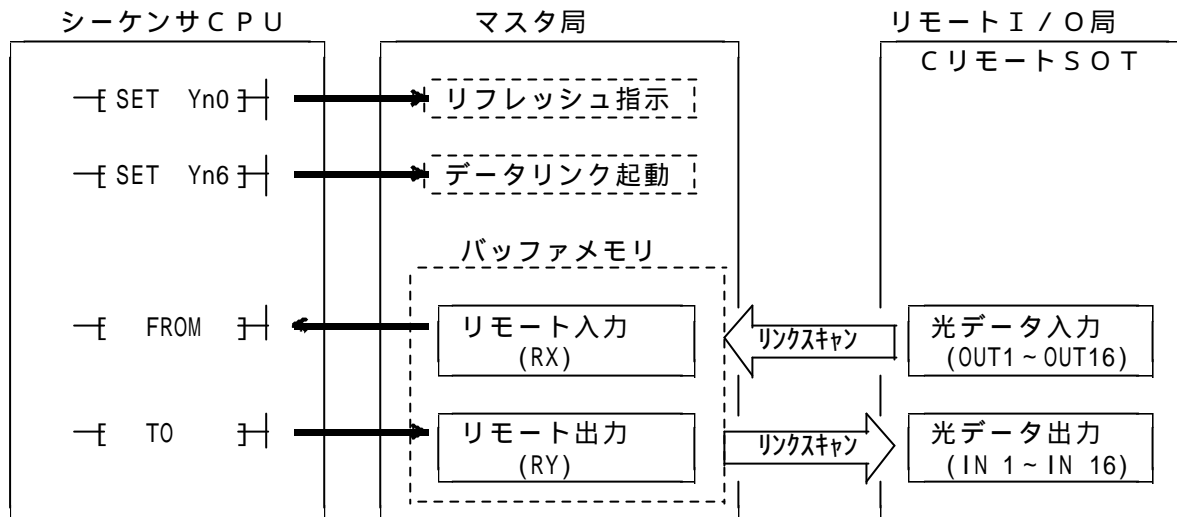 シーケンサＣＰＵ
マスタ局
リモートＩ／Ｏ局
ＣリモートＳＯＴ
SET Yn0
リフレッシュ指示
SET Yn6
データリンク起動
バッファメモリ
FROM
リモート入力
(RX)
リンクスキャン
光データ入力
(OUT1～OUT16)
TO
リモート出力
(RY)
リンクスキャン
光データ出力
(IN 1～IN 16)